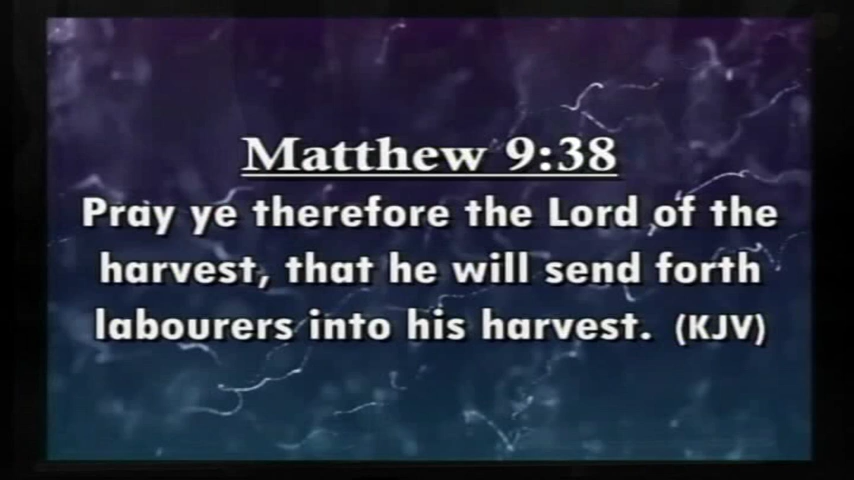 Matthew 9:38
Pray ye therefore the Lord of the
harvest, that he will send forth
labourers into his harvest. (KJV)